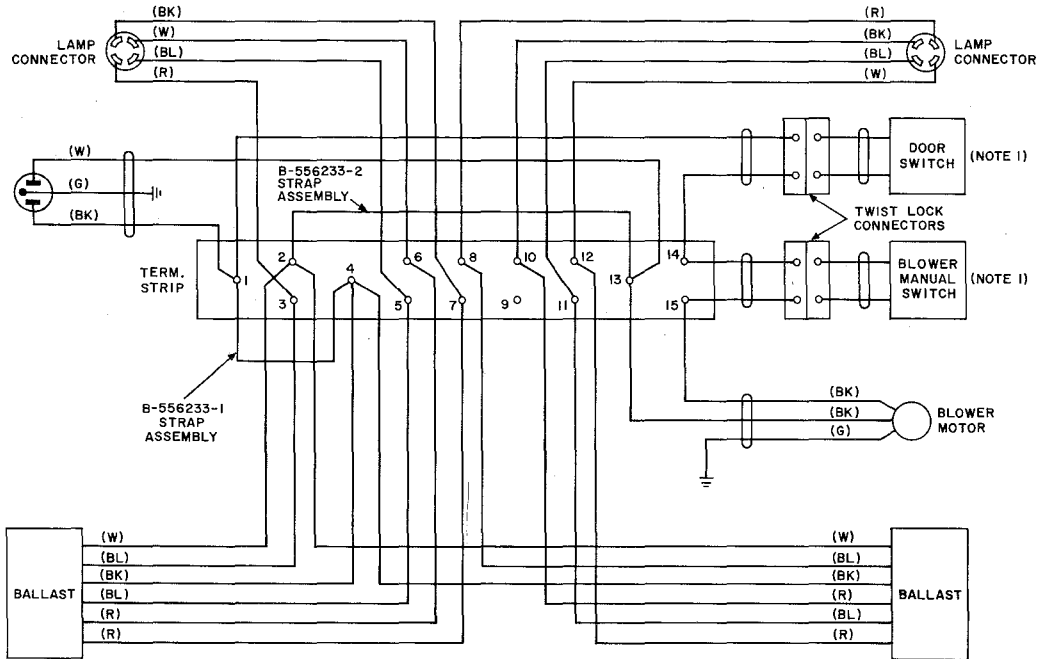 (BK)
(W)
(BL)
(R)
LAMP
CONNECTOR
(R)
(BK)
(BL)
(W)
LAMP
CONNECTOR
(W)
(G)
(BK)
B-556233-2
STRAP
ASSEMBLY
DOOR
SWITCH
(NOTE 1)
TWIST LOCK
CONNECTORS
TERM.
STRIP
1
2
3
4
5
6
7
8
9
10
11
12
13
14
15
BLOWER
MANUAL
SWITCH
(NOTE 1)
B-556233-1
STRAP
ASSEMBLY
(BK)
(BK)
(G)
BLOWER
MOTOR
BALLAST
(W)
(BL)
(BK)
(BL)
(R)
(R)
(W)
(BL)
(BK)
(R)
(BL)
(R)
BALLAST